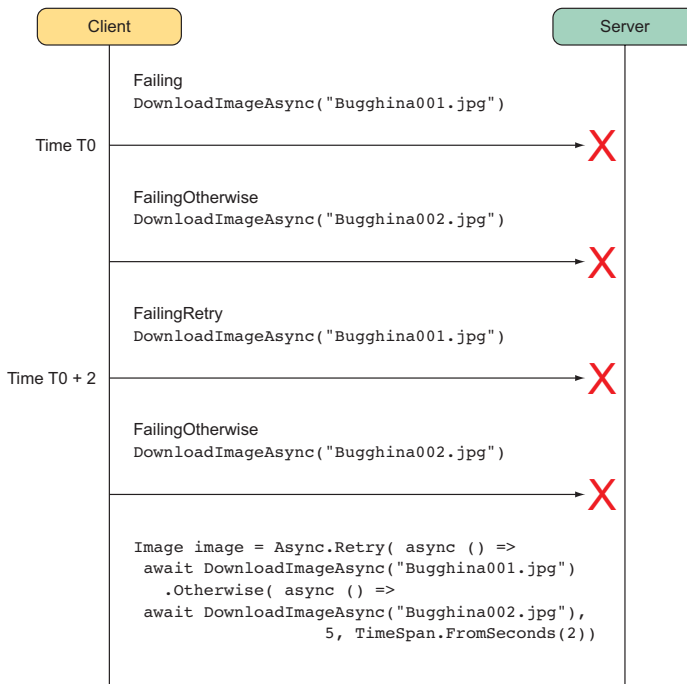 Client
Server
Failing
DownloadImageAsync("Bugghina001.jpg")
Time T0
X
FailingOtherwise
DownloadImageAsync("Bugghina002.jpg")
X
FailingRetry
DownloadImageAsync("Bugghina001.jpg")
Time T0 + 2
X
FailingOtherwise
DownloadImageAsync("Bugghina002.jpg")
X
Image image = Async.Retry( async () =>
await DownloadImageAsync("Bugghina001.jpg")
.Otherwise( async () =>
await DownloadImageAsync("Bugghina002.jpg"),
5, TimeSpan.FromSeconds(2))